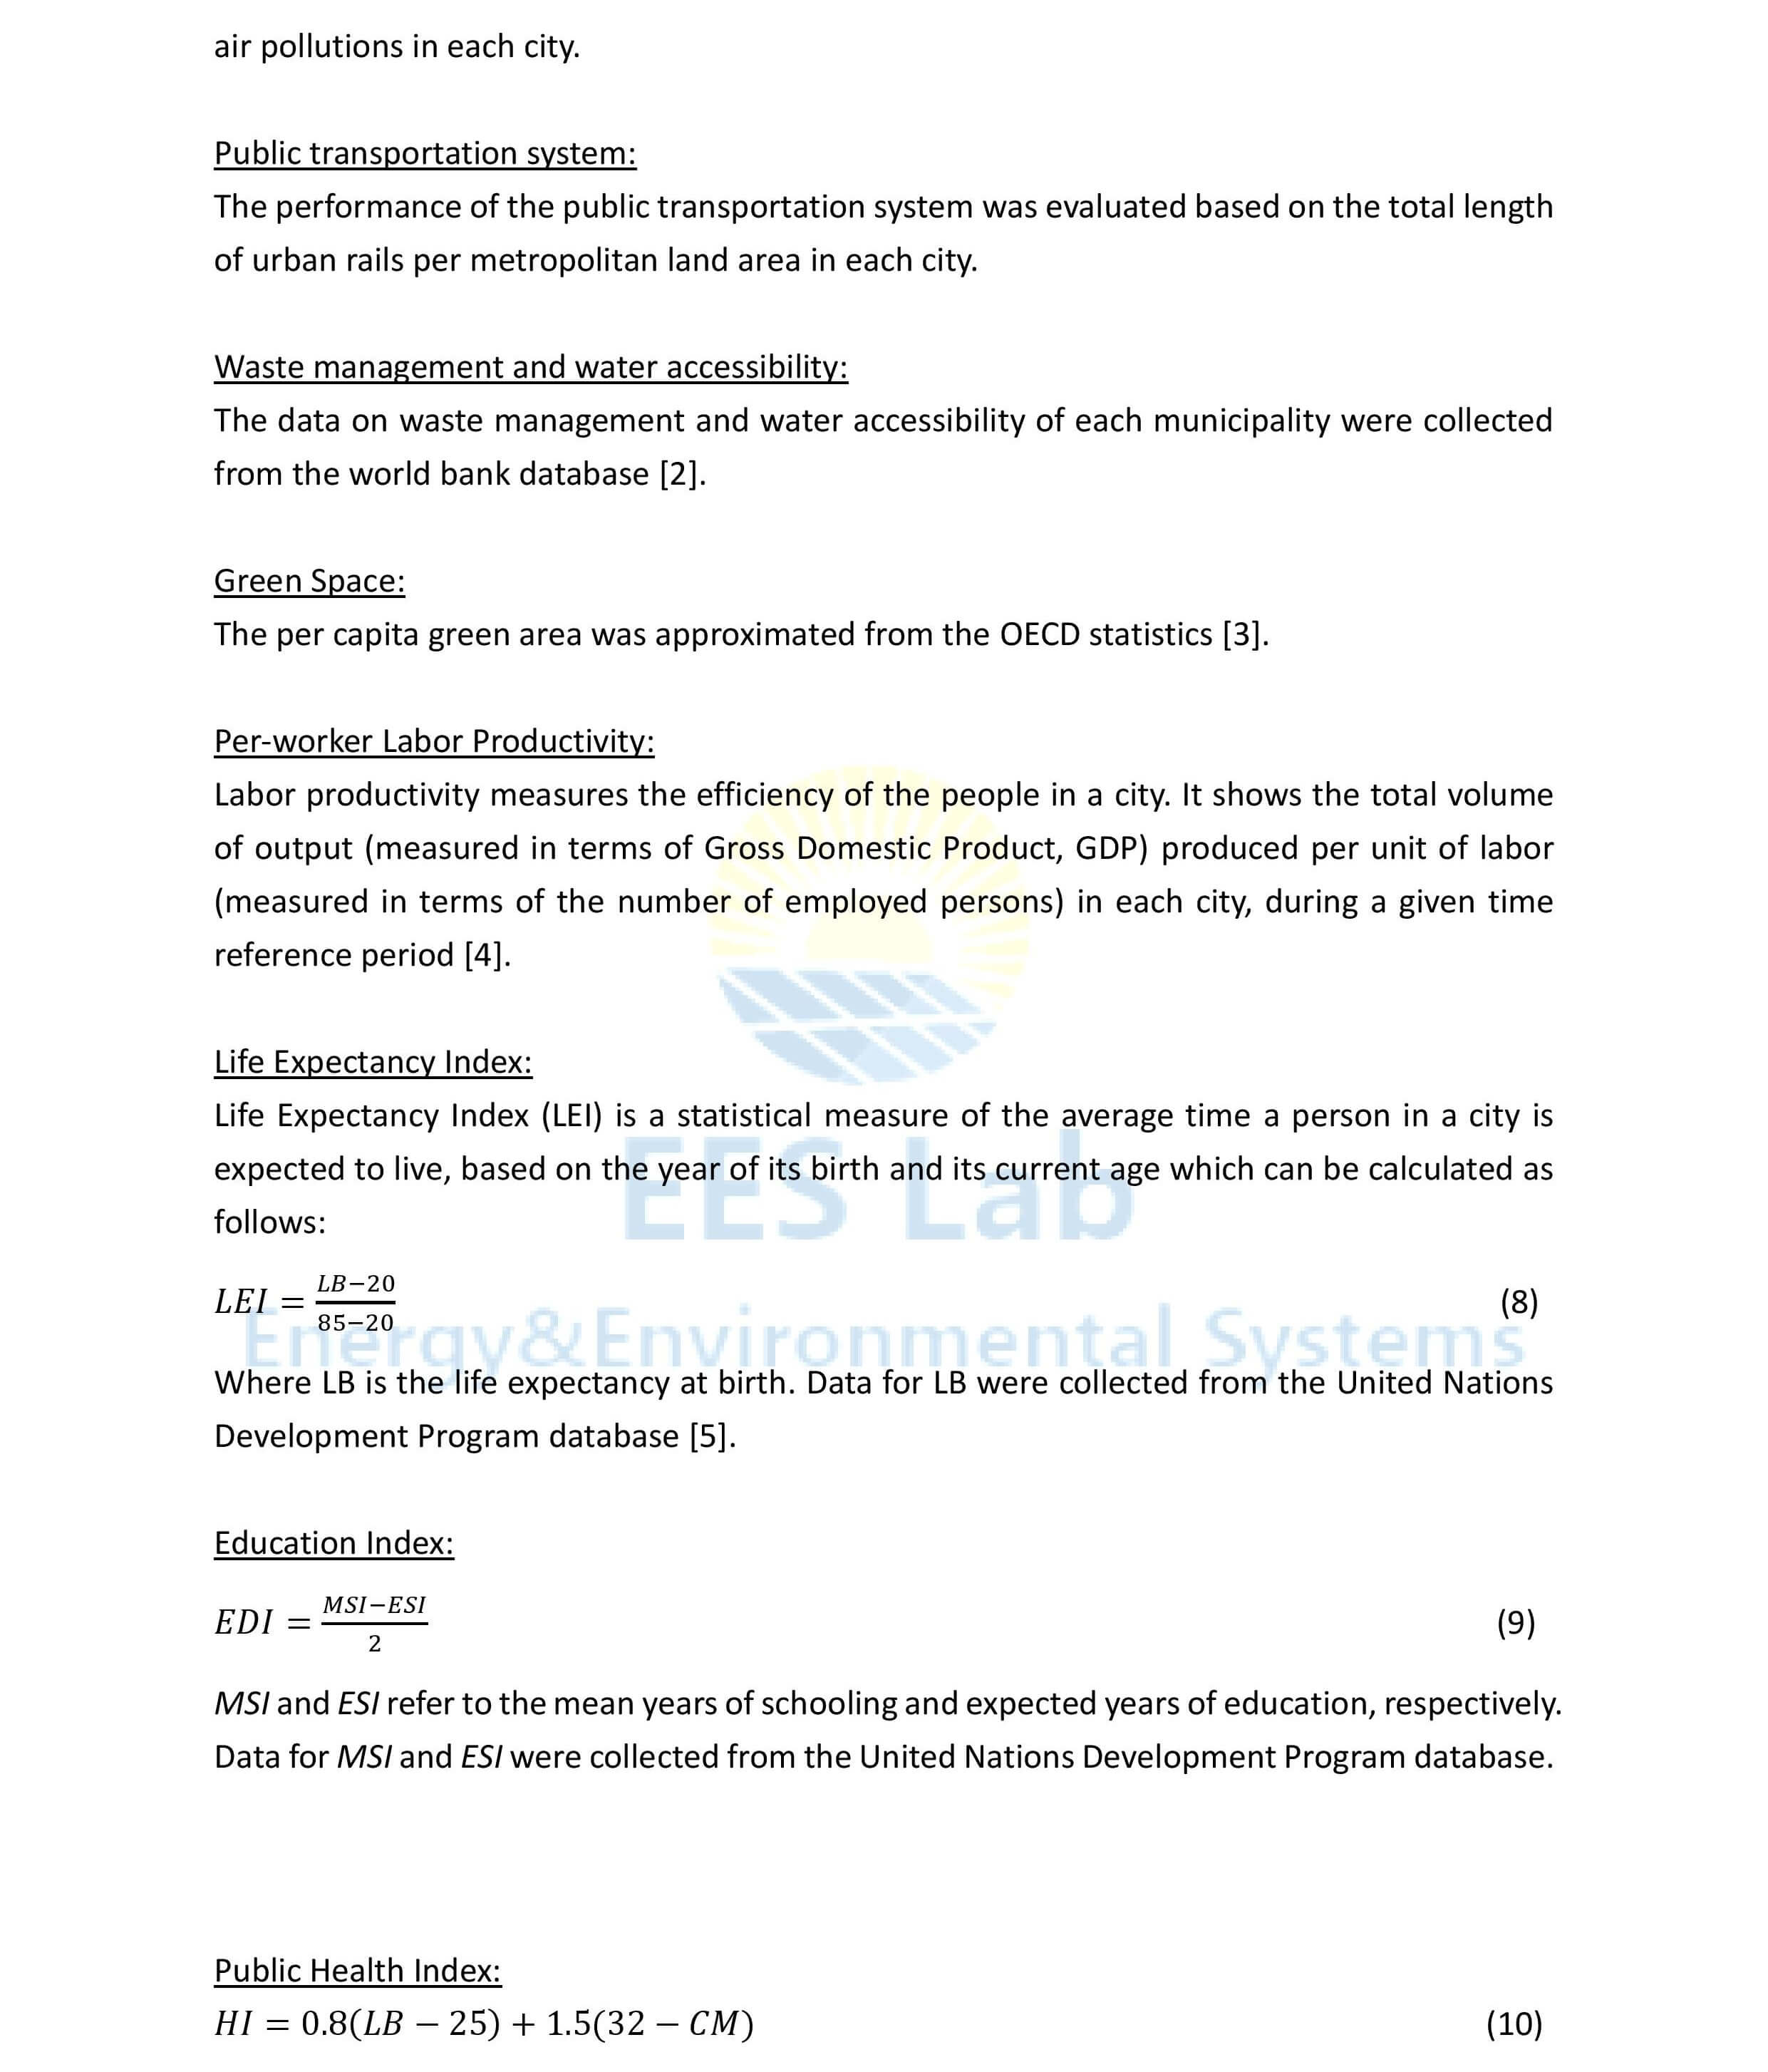 air pollutions in each city.
Public transportation system:
The performance of the public transportation system was evaluated based on the total length
of urban rails per metropolitan land area in each city.
Waste management and water accessibility:
The data on waste management and water accessibility of each municipality were collected
from the world bank database [2].
Green Space:
The per capita green area was approximated from the OECD statistics [3].
Per-worker Labor Productivity:
Labor productivity measures the efficiency of the people in a city. It shows the total volume
of output (measured in terms of Gross Domestic Product, GDP) produced per unit of labor
(measured in terms of the number of employed persons) in each city, during a given time
reference period [4].
Life Expectancy Index:
Life Expectancy Index (LEI) is a statistical measure of the average time a person in a city is
expected to live, based on the year of its birth and its current age which can be calculated as
follows:
EES Lab
LEI = \frac{LB−20}{85−20} (8)
Energy&Environmental Systems
Where LB is the life expectancy at birth. Data for LB were collected from the United Nations
Development Program database [5].
Education Index:
EDI = \frac{MSI−ESI}{2} (9)
MSI and ESI refer to the mean years of schooling and expected years of education, respectively.
Data for MSI and ESI were collected from the United Nations Development Program database.
Public Health Index:
HI = 0.8(LB − 25) + 1.5(32 − CM) (10)